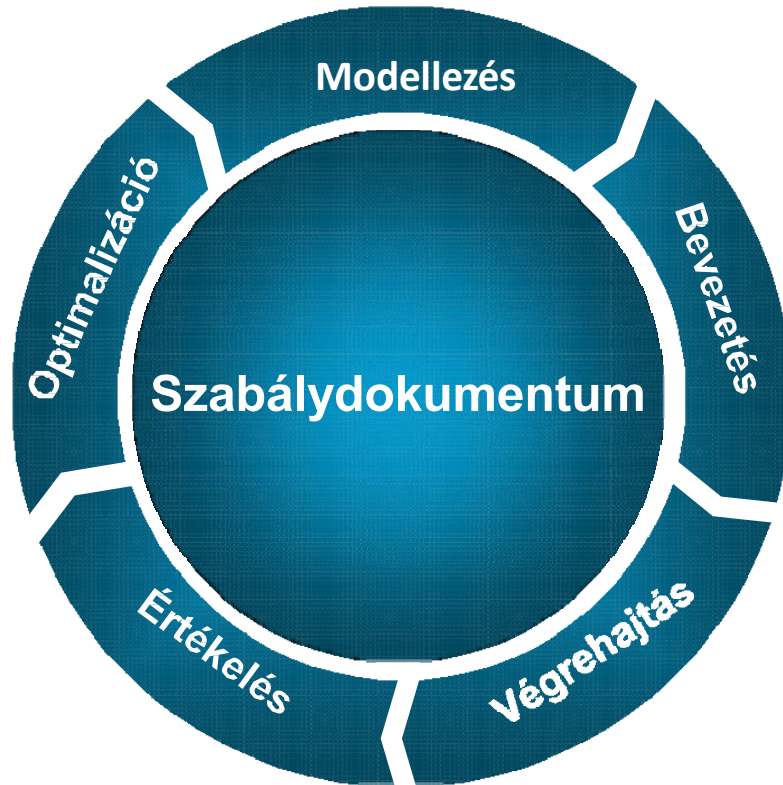 Modellezés
Bevezetés
Végrehajtás
Értékelés
Optimalizáció
Szabálydokumentum